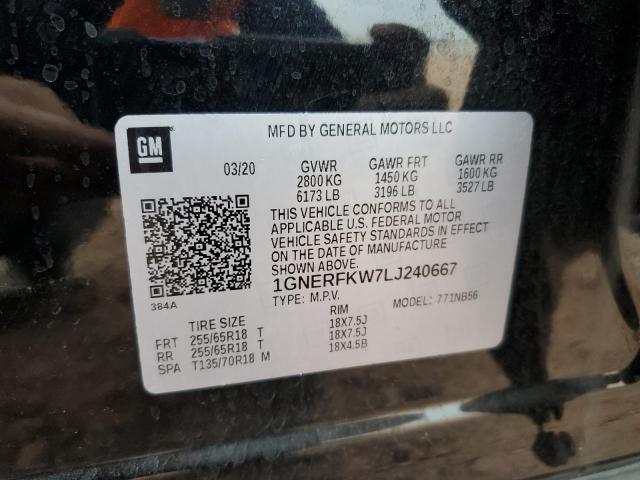 MFD BY GENERAL MOTORS LLC
GM
03/20 GVWR GAWR FRT GAWR RR
2800 KG 1450 KG 1600 KG
6173 LB 3196 LB 3527 LB
THIS VEHICLE CONFORMS TO ALL
APPLICABLE U.S. FEDERAL MOTOR
VEHICLE SAFETY STANDARDS IN EFFECT
ON THE DATE OF MANUFACTURE
SHOWN ABOVE.
1GNERFKW7LJ240667
384A
TYPE: M.P.V. MODEL: 771NB56
TIRE SIZE RIM
FRT 255/65R18 T 18X7.5J
RR 255/65R18 T 18X7.5J
SPA T135/70R18 M 18X4.5B